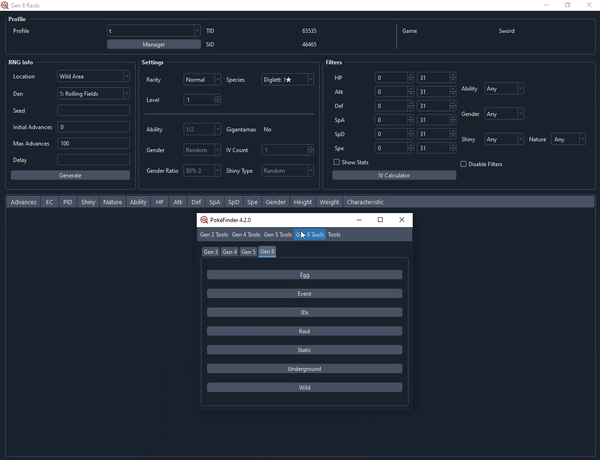 Gen 8 Raids
Profile
Profile t TID 65535 Game Sword
Manager SID 46465
RNG Info Settings Filters
Location Wild Area Rarity Normal Species Diglett: 1★ HP 0 31
Den 1: Rolling Fields Level 1 Atk 0 31 Ability Any
Seed Def 0 31
Initial Advances 0 Ability 1/2 Gigantamax No SpA 0 31 Gender Any
Max Advances 100 Gender Random IV Count 1 SpD 0 31 Shiny Any Nature Any
Delay Gender Ratio 50% ♀ Shiny Type Random Spe 0 31
Show Stats Disable Filters
Generate IV Calculator
Advances EC PID Shiny Nature Ability HP Atk Def SpA SpD Spe Gender Height Weight Characteristic
PokéFinder 4.2.0
Gen 3 Tools Gen 4 Tools Gen 5 Tools Gen 8 Tools Tools
Gen 3 Gen 4 Gen 5 Gen 8
Egg
Event
IDs
Raid
Static
Underground
Wild